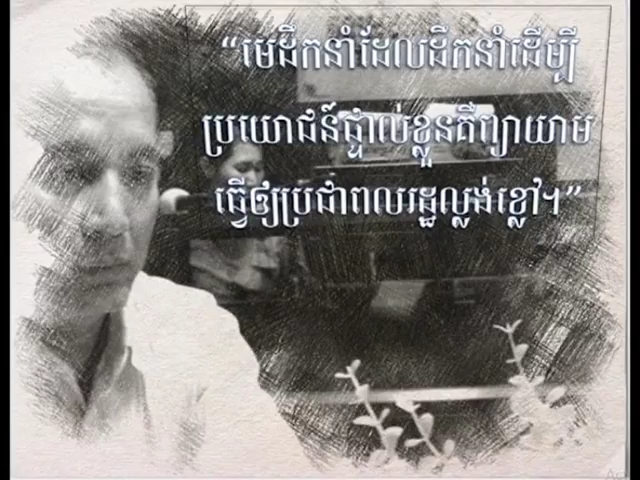 “មេដឹកនាំដែលដឹកនាំដើម្បី
ប្រយោជន៍ផ្ទាល់ខ្លួនគឺព្យាយាម
ធ្វើឲ្យប្រជាពលរដ្ឋល្ងង់ខ្លៅ។”